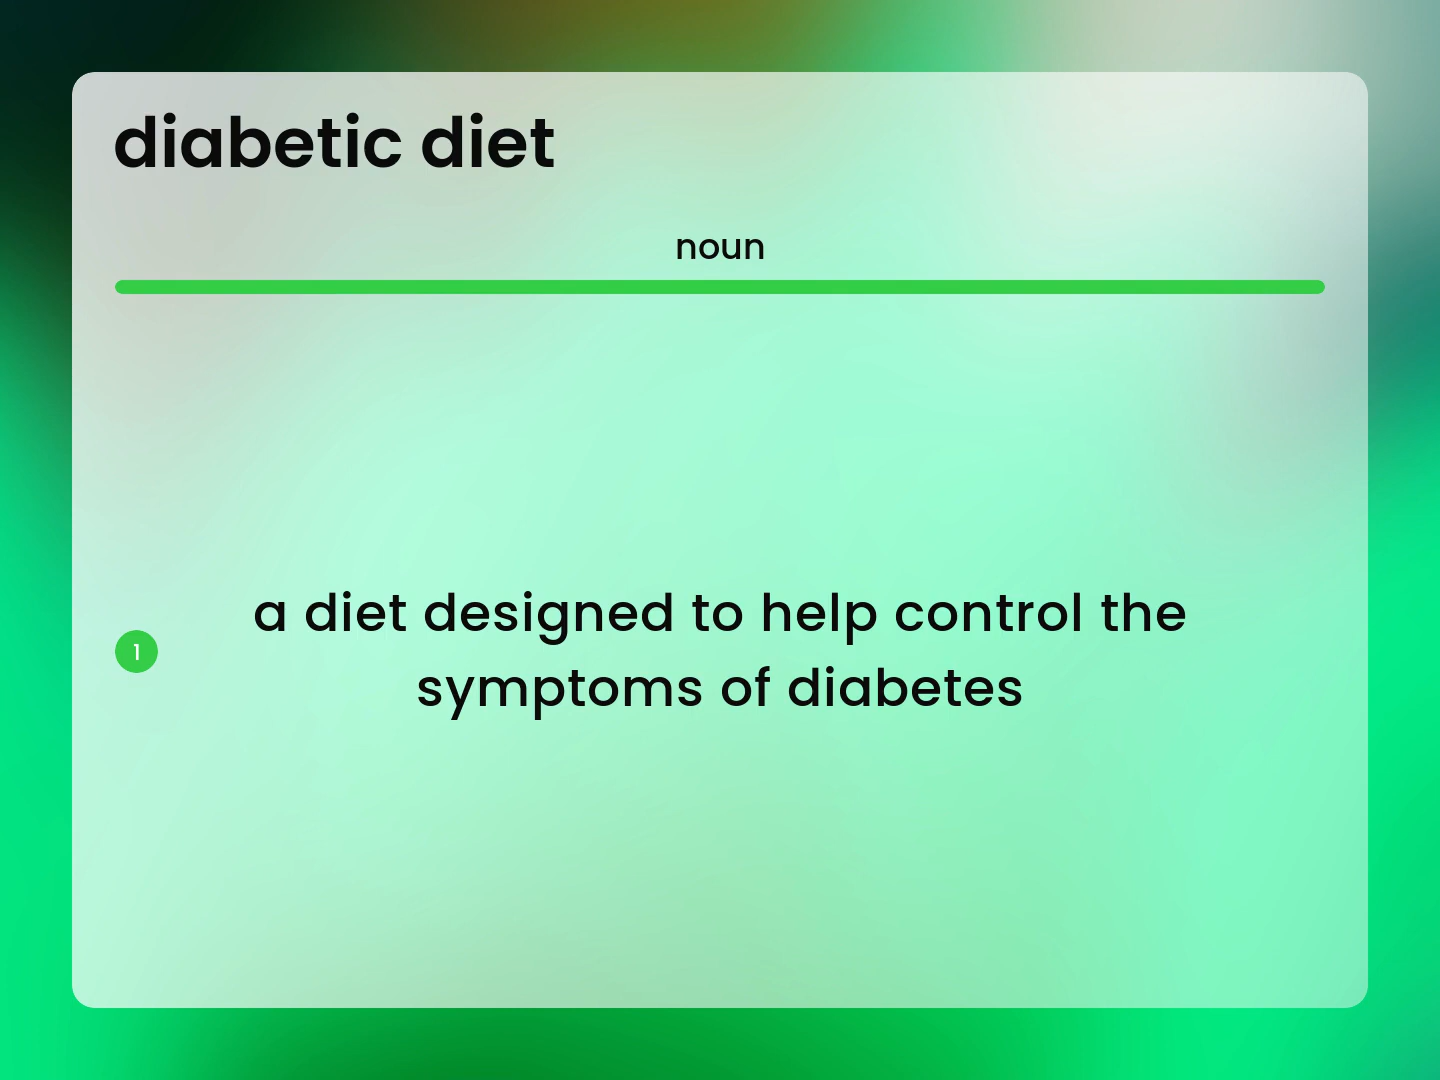 diabetic diet
noun
1
a diet designed to help control the
symptoms of diabetes